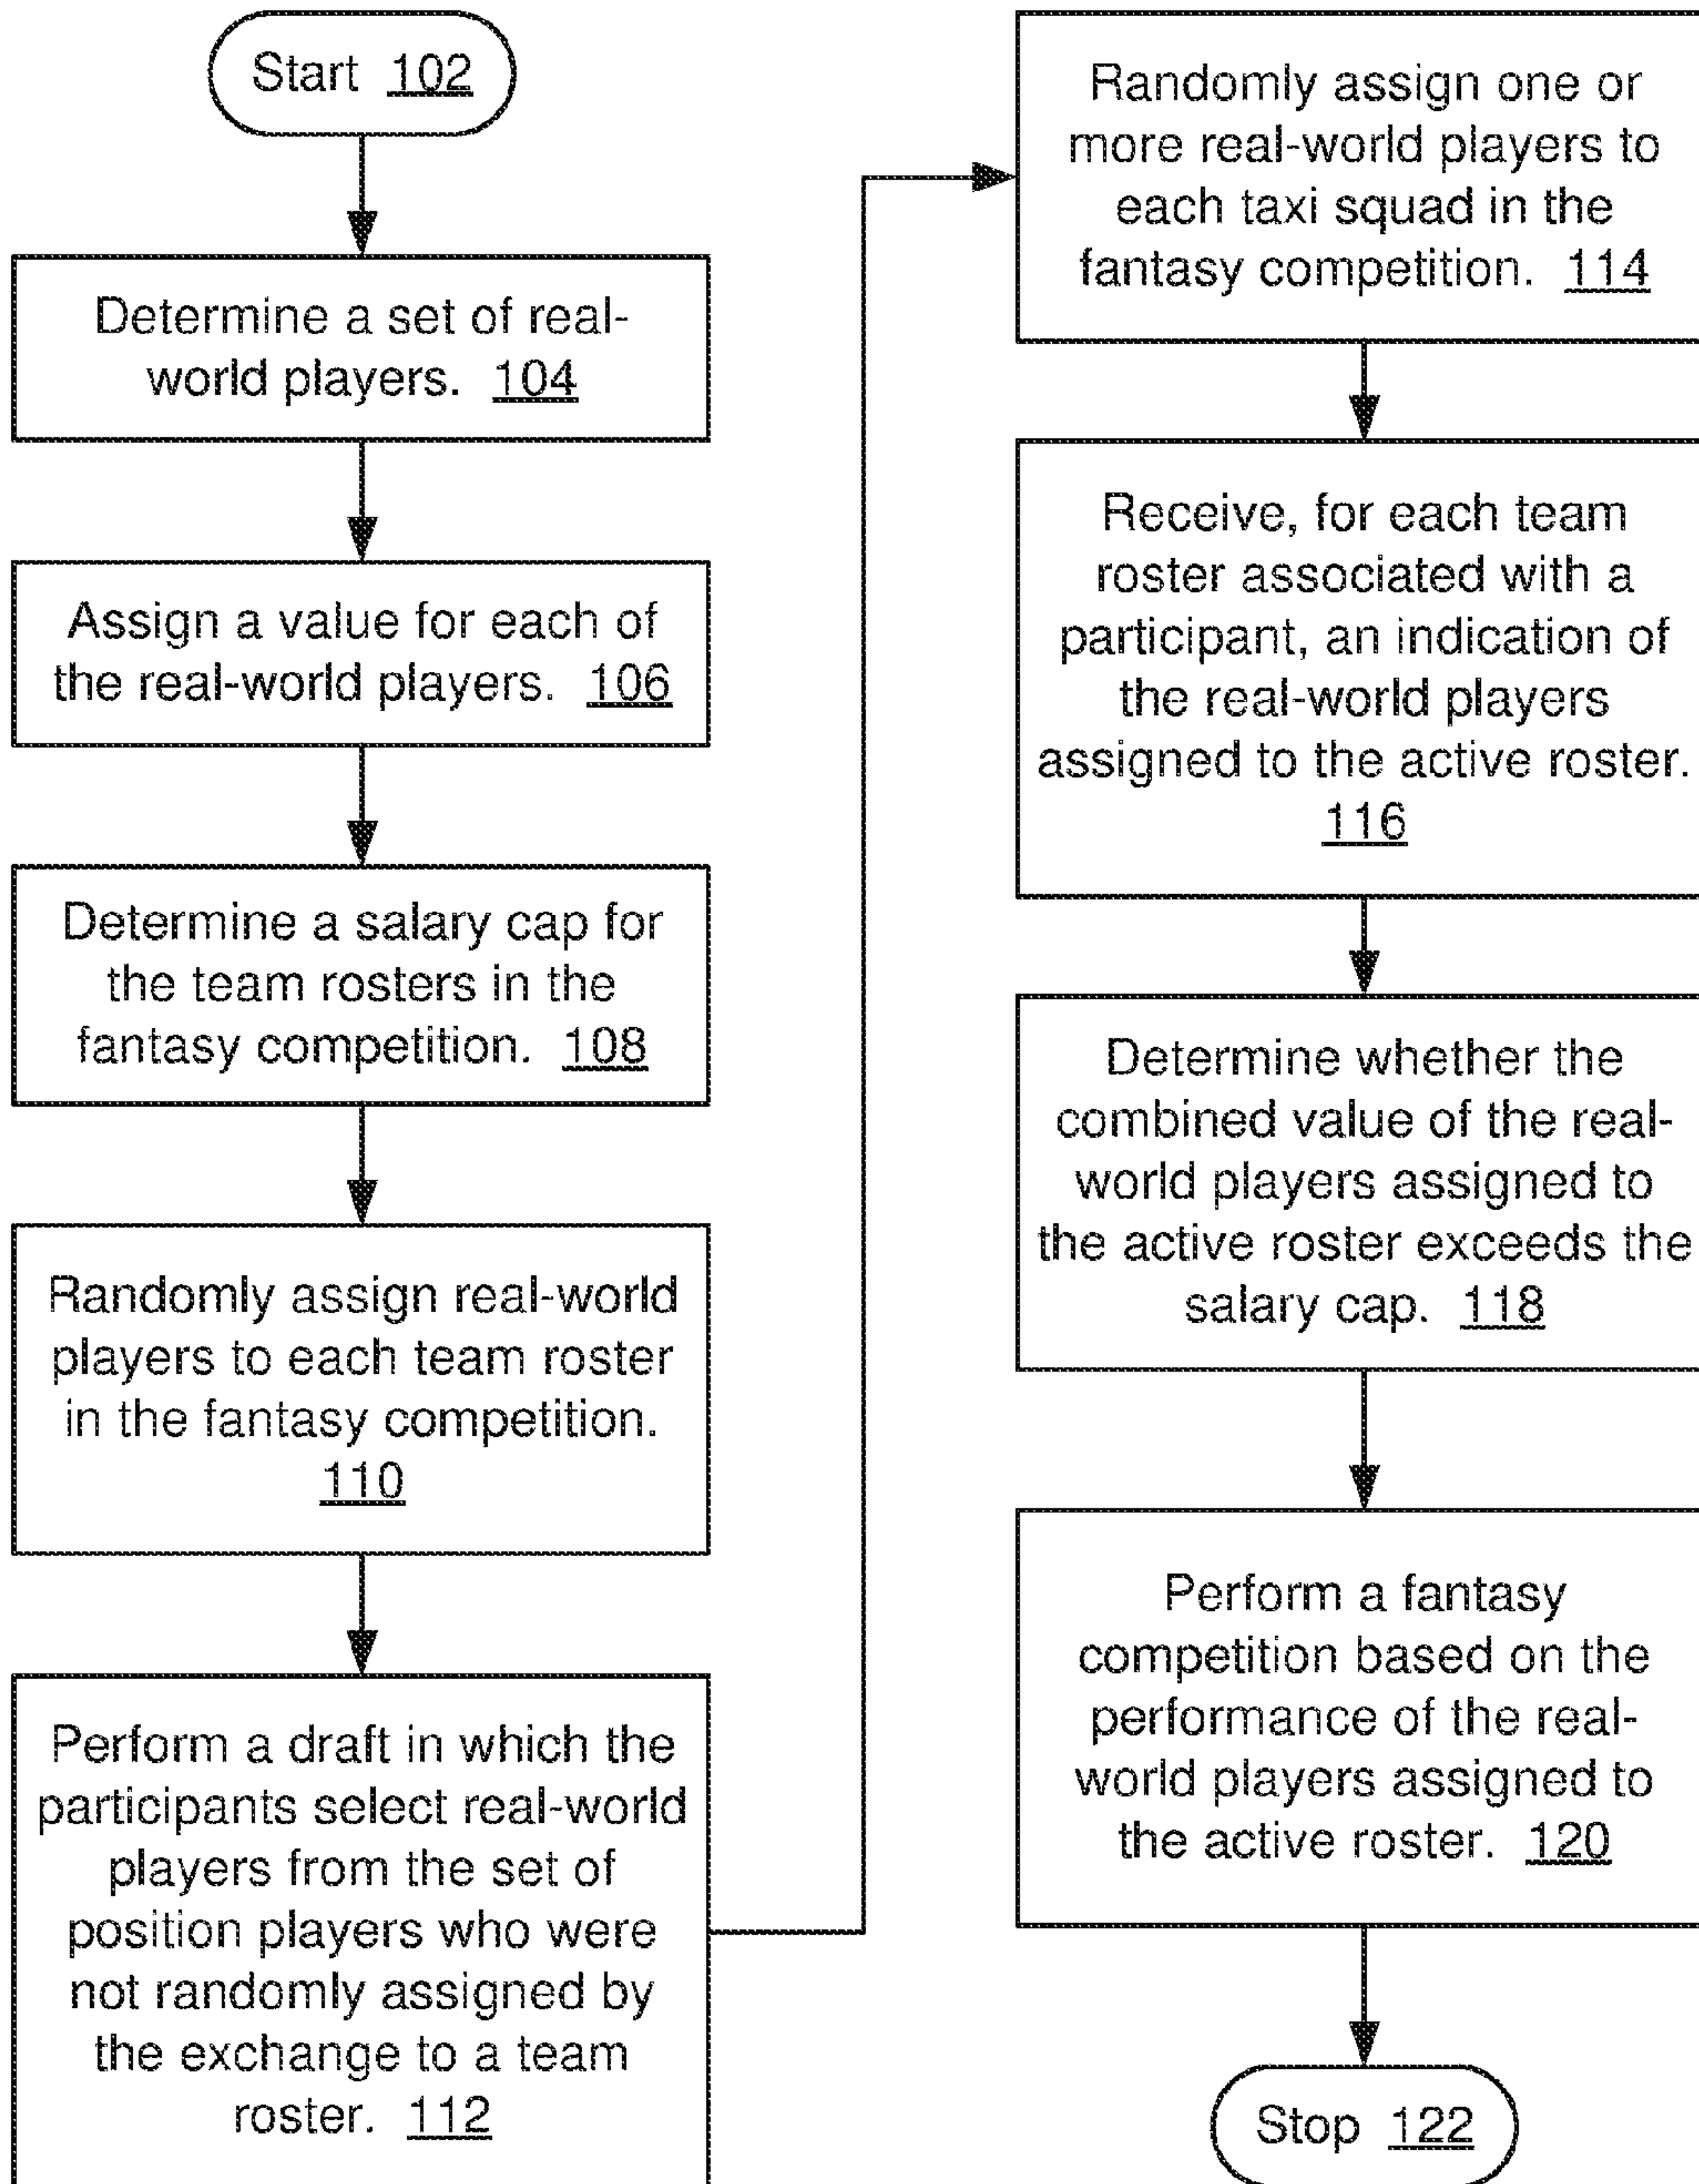 Start 102
Determine a set of real-
world players. 104
Assign a value for each of
the real-world players. 106
Determine a salary cap for
the team rosters in the
fantasy competition. 108
Randomly assign real-world
players to each team roster
in the fantasy competition.
110
Perform a draft in which the
participants select real-world
players from the set of
position players who were
not randomly assigned by
the exchange to a team
roster. 112
Randomly assign one or
more real-world players to
each taxi squad in the
fantasy competition. 114
Receive, for each team
roster associated with a
participant, an indication of
the real-world players
assigned to the active roster.
116
Determine whether the
combined value of the real-
world players assigned to
the active roster exceeds the
salary cap. 118
Perform a fantasy
competition based on the
performance of the real-
world players assigned to
the active roster. 120
Stop 122